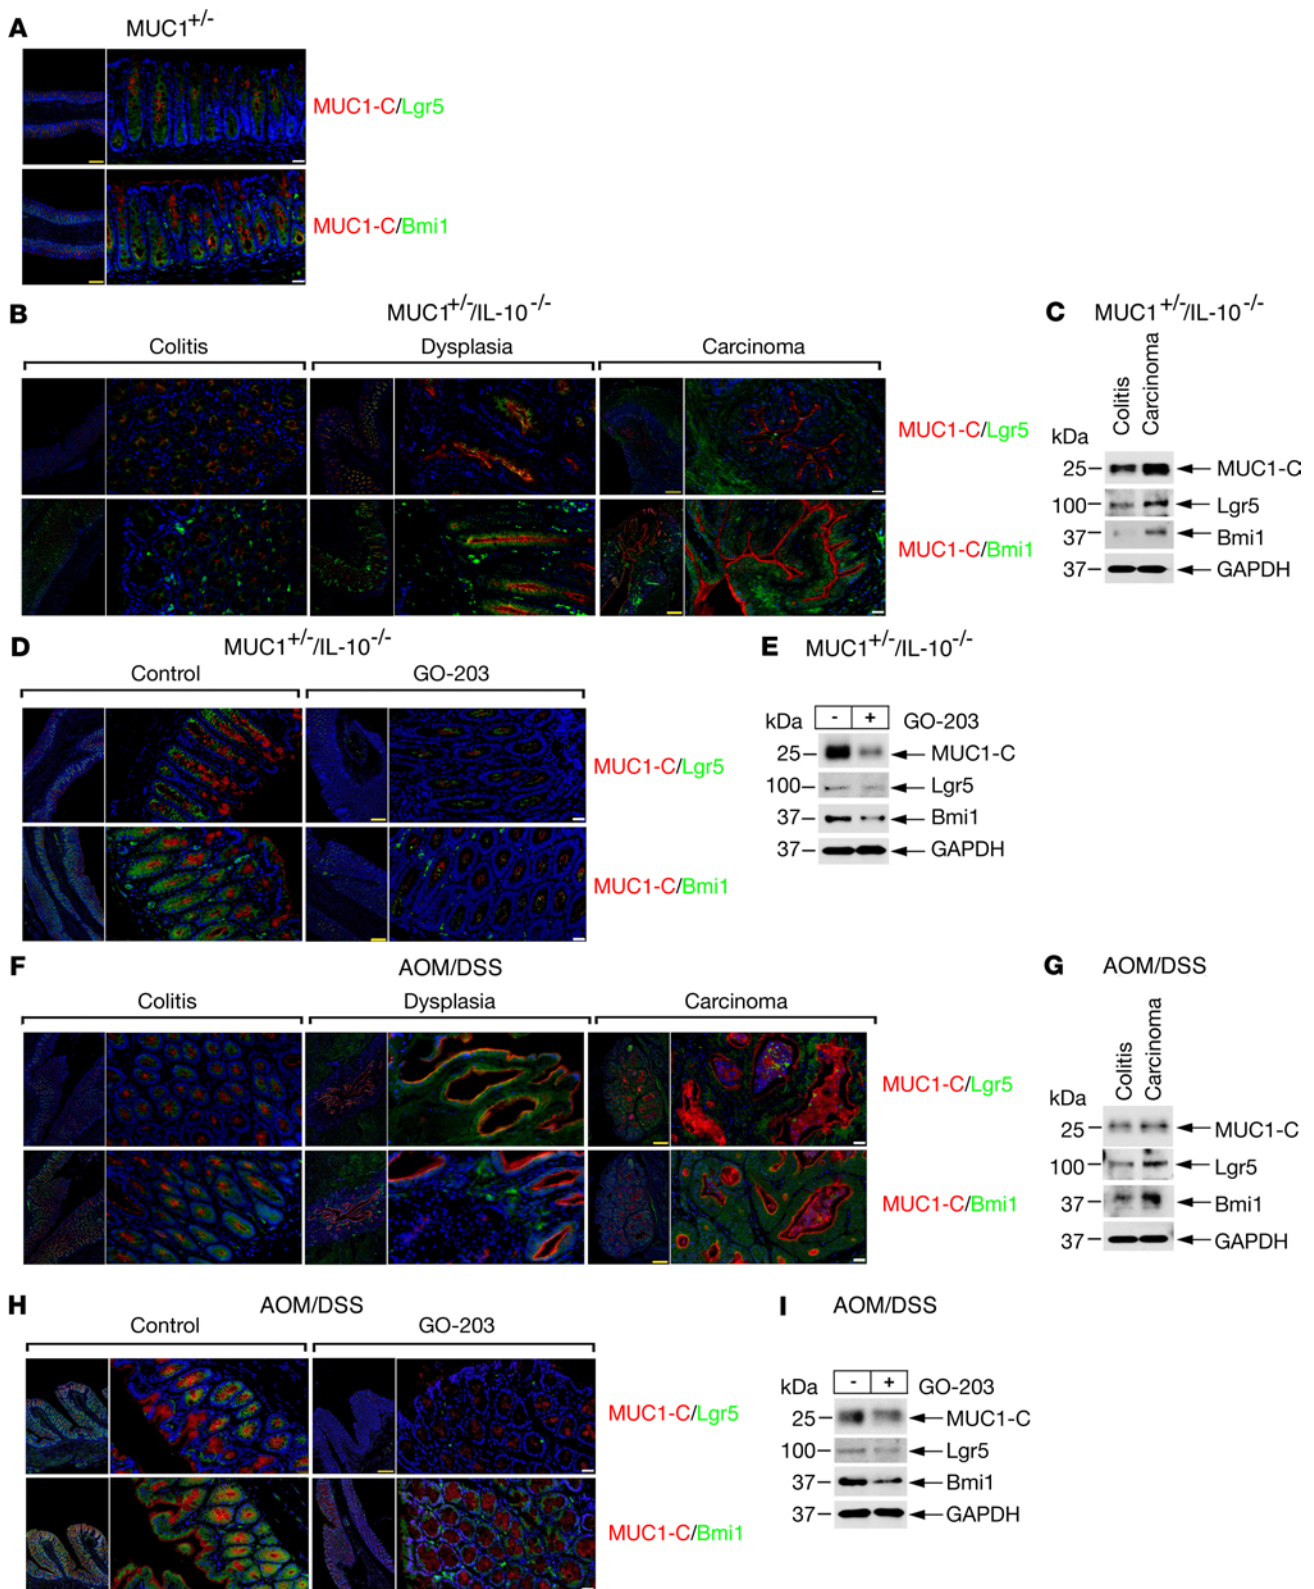 A MUC1+/-
MUC1-C/Lgr5
MUC1-C/Bmi1
B MUC1+/-/IL-10-/-
Colitis Dysplasia Carcinoma
MUC1-C/Lgr5
MUC1-C/Bmi1
C MUC1+/-/IL-10-/-
Colitis
Carcinoma
kDa
25 MUC1-C
100 Lgr5
37 Bmi1
37 GAPDH
D MUC1+/-/IL-10-/-
Control GO-203
MUC1-C/Lgr5
MUC1-C/Bmi1
E MUC1+/-/IL-10-/-
kDa - + GO-203
25 MUC1-C
100 Lgr5
37 Bmi1
37 GAPDH
F AOM/DSS
Colitis Dysplasia Carcinoma
MUC1-C/Lgr5
MUC1-C/Bmi1
G AOM/DSS
Colitis
Carcinoma
kDa
25 MUC1-C
100 Lgr5
37 Bmi1
37 GAPDH
H AOM/DSS
Control GO-203
MUC1-C/Lgr5
MUC1-C/Bmi1
I AOM/DSS
kDa - + GO-203
25 MUC1-C
100 Lgr5
37 Bmi1
37 GAPDH